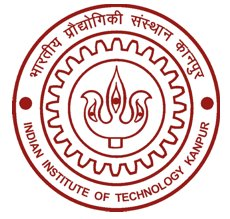 भारतीय प्रौद्योगिकी संस्थान कानपुर
INDIAN INSTITUTE OF TECHNOLOGY KANPUR